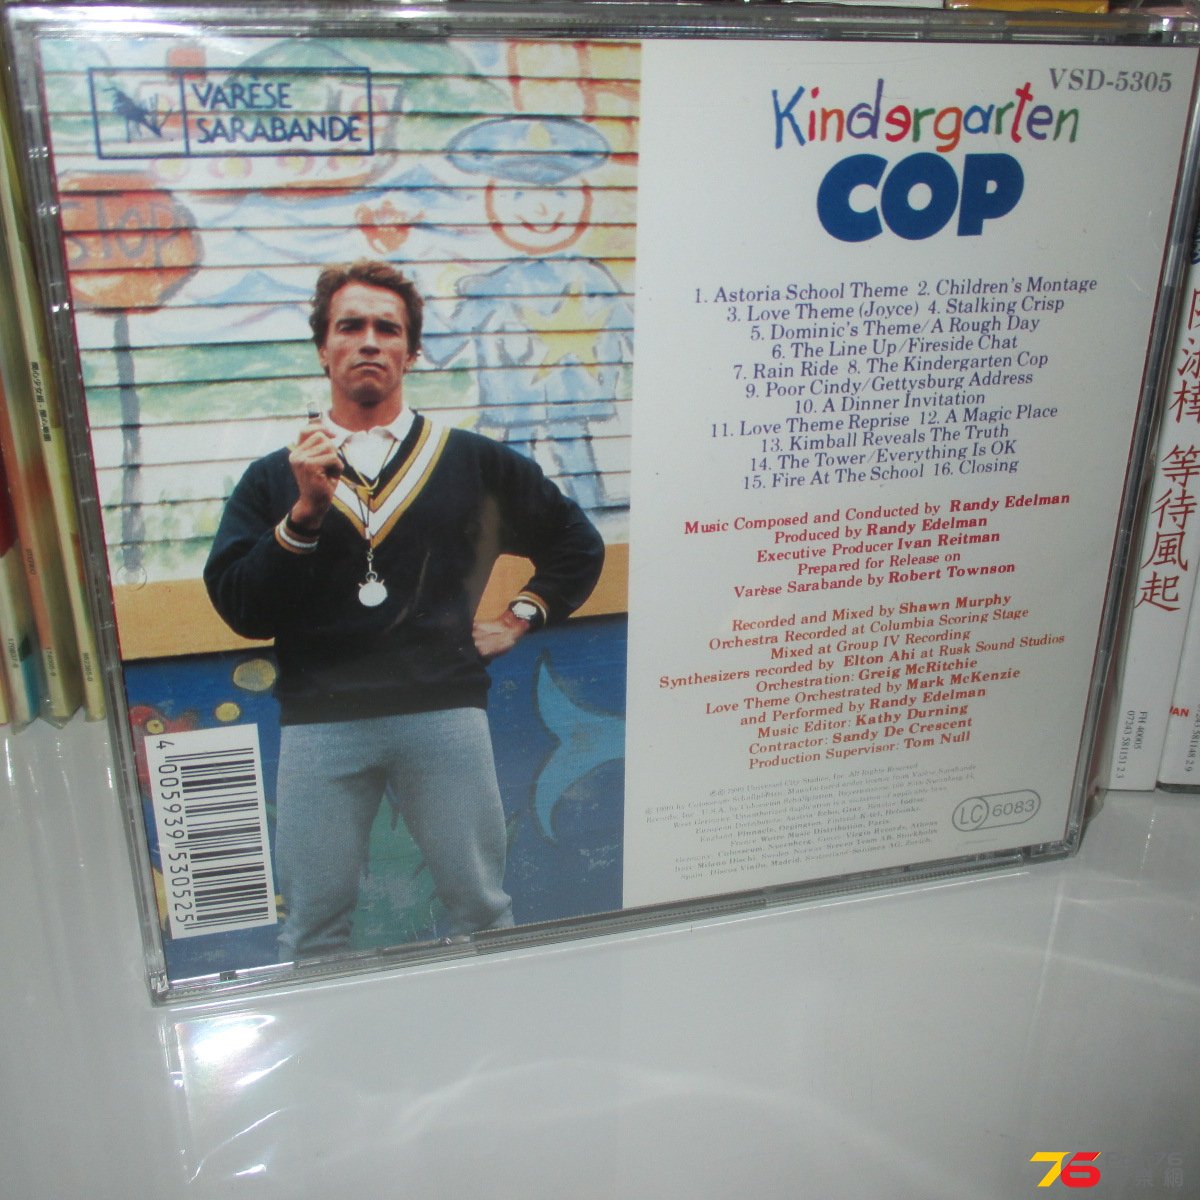 VARÈSE
SARABANDE
stop
VSD-5305
Kindergarten
COP
1. Astoria School Theme 2. Children's Montage
3. Love Theme (Joyce) 4. Stalking Crisp
5. Dominic's Theme/A Rough Day
6. The Line Up/Fireside Chat
7. Rain Ride 8. The Kindergarten Cop
9. Poor Cindy/Gettysburg Address
10. A Dinner Invitation
11. Love Theme Reprise 12. A Magic Place
13. Kimball Reveals The Truth
14. The Tower/Everything Is OK
15. Fire At The School 16. Closing
Music Composed and Conducted by Randy Edelman
Produced by Randy Edelman
Executive Producer Ivan Reitman
Prepared for Release on
Varèse Sarabande by Robert Townson
Recorded and Mixed by Shawn Murphy
Orchestra Recorded at Columbia Scoring Stage
Mixed at Group IV Recording
Synthesizers recorded by Elton Ahi at Rusk Sound Studios
Orchestration: Greig McRitchie
Love Theme Orchestrated by Mark McKenzie
and Performed by Randy Edelman
Music Editor: Kathy Durning
Contractor: Sandy De Crescent
Production Supervisor: Tom Null
LC 6083
4 005939 530525
等待風起
FH 40005
07243 581151 2 3
76